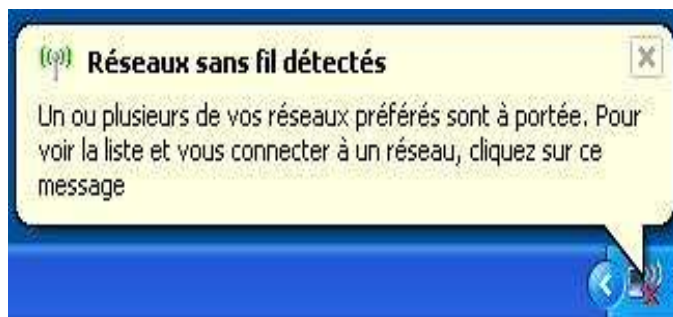 Réseaux sans fil détectés
Un ou plusieurs de vos réseaux préférés sont à portée. Pour
voir la liste et vous connecter à un réseau, cliquez sur ce
message